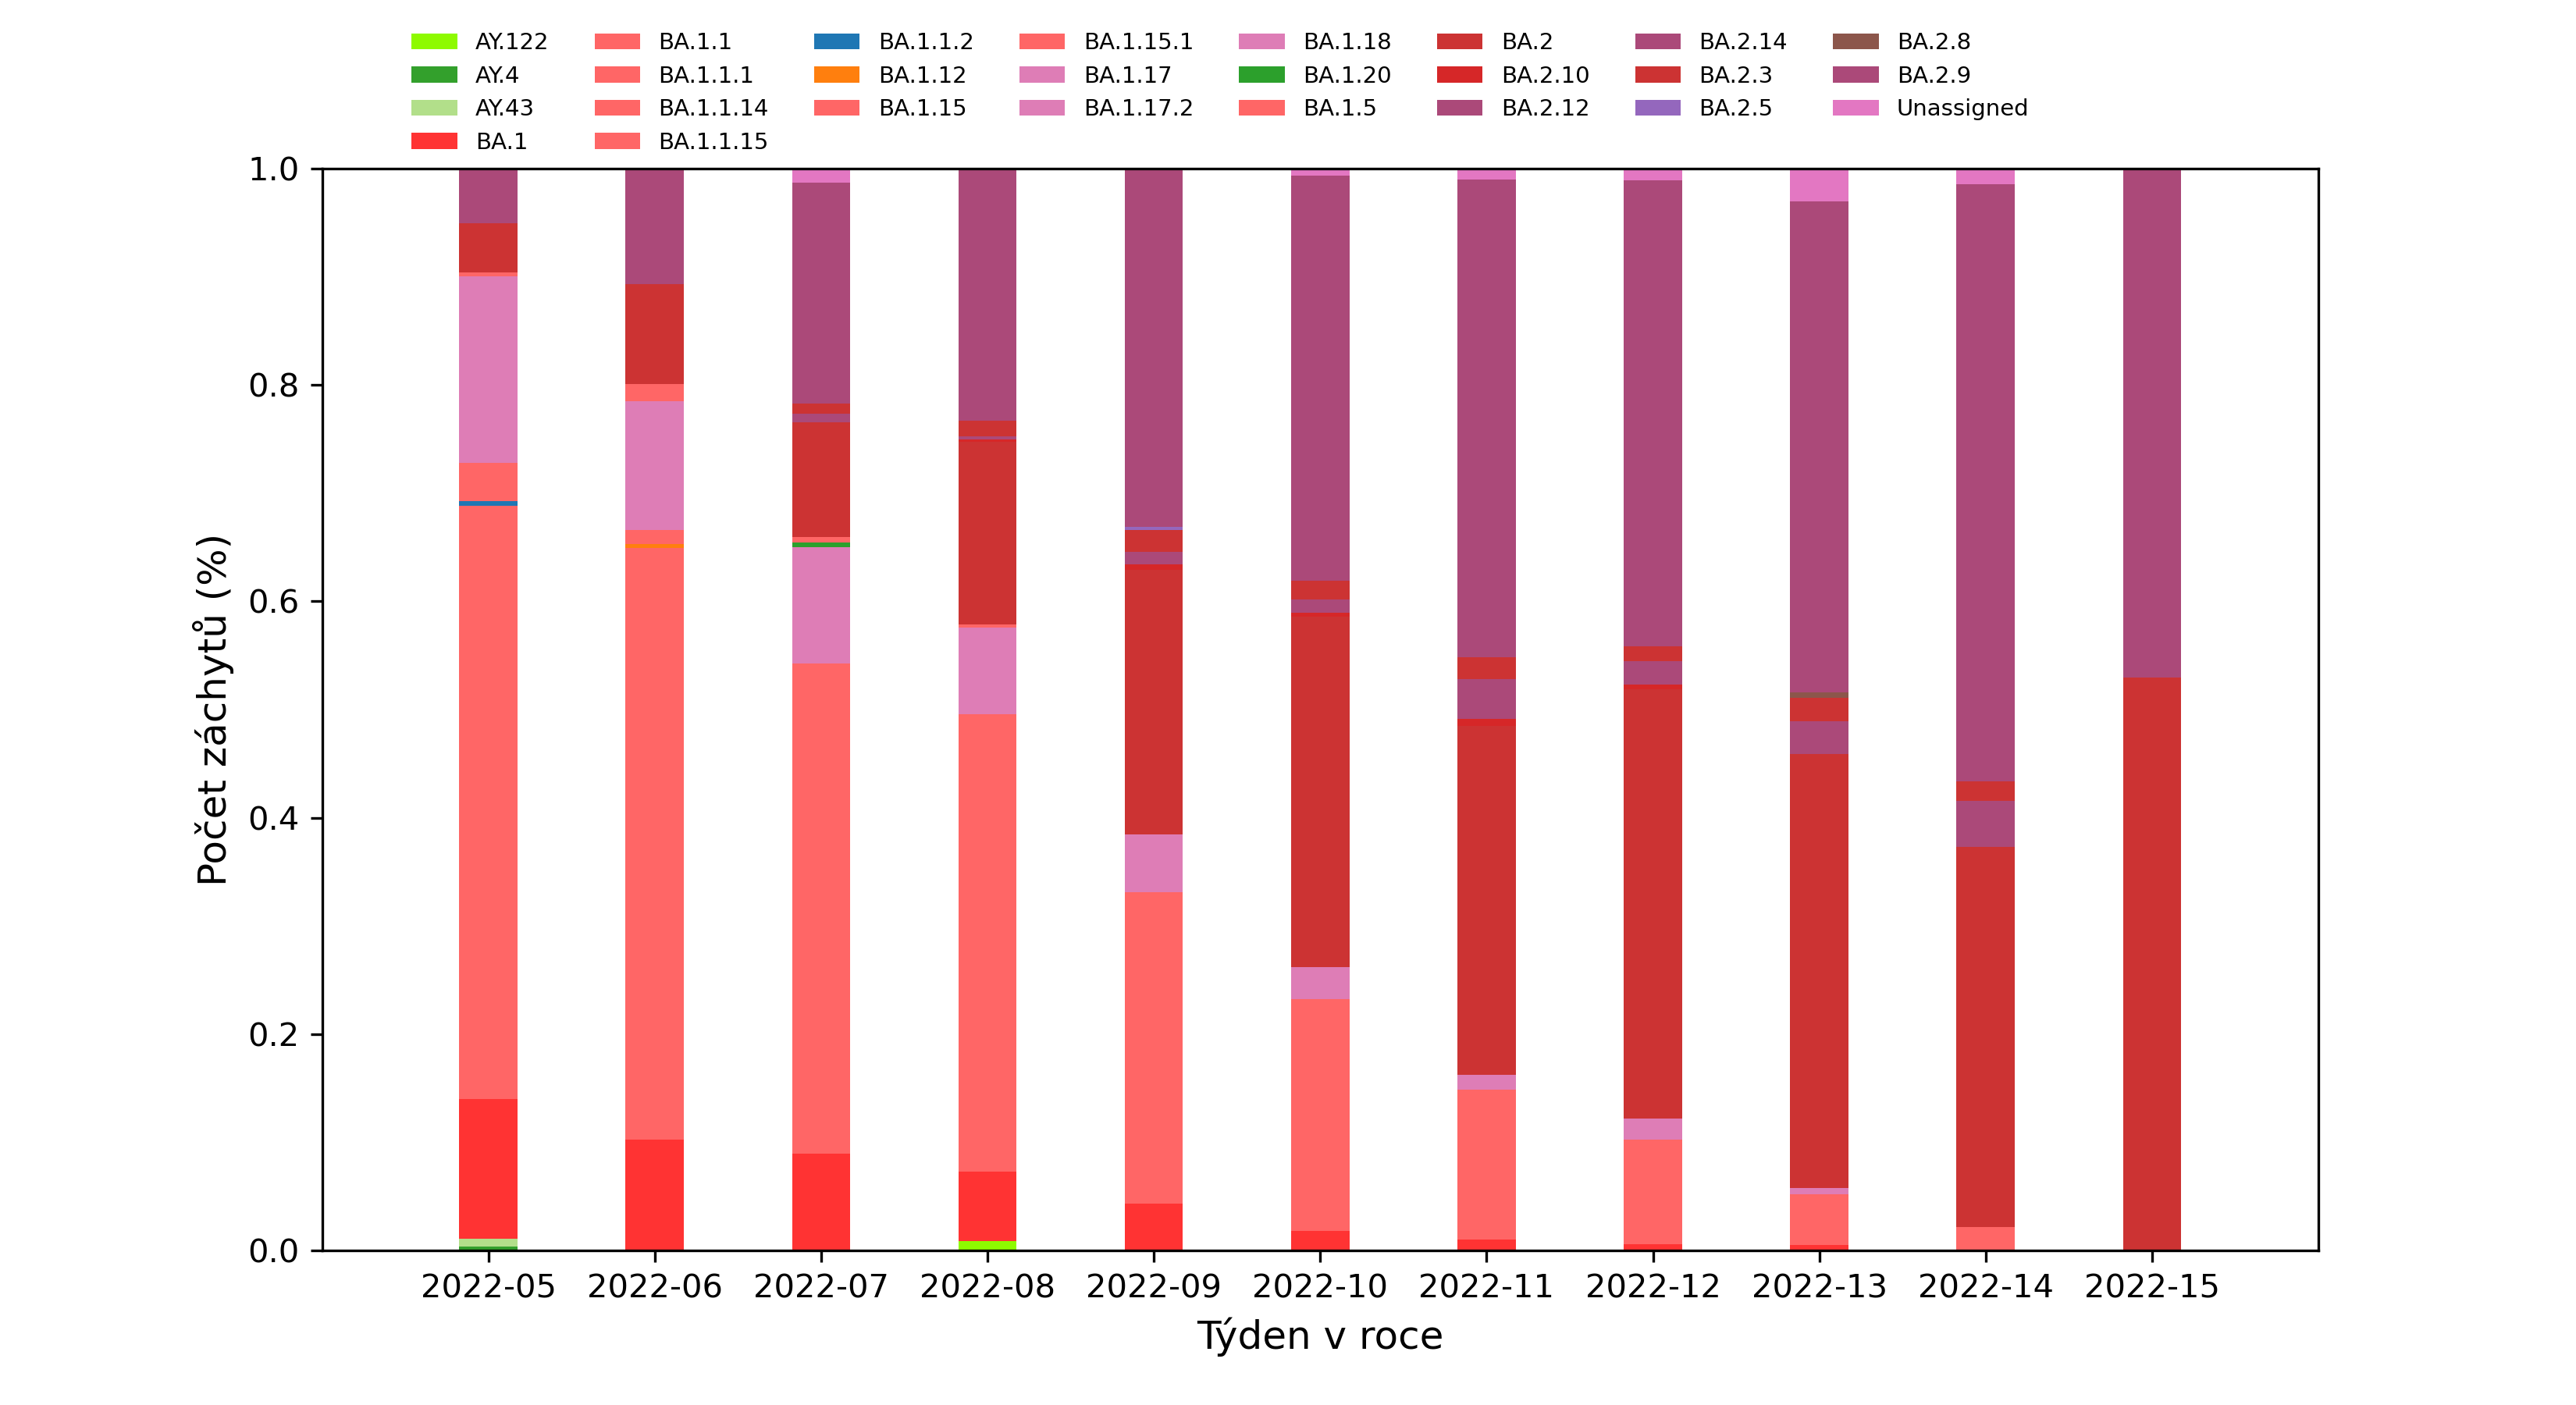 AY.122 BA.1.1 BA.1.1.2 BA.1.15.1 BA.1.18 BA.2 BA.2.14 BA.2.8
AY.4 BA.1.1.1 BA.1.12 BA.1.17 BA.1.20 BA.2.10 BA.2.3 BA.2.9
AY.43 BA.1.1.14 BA.1.15 BA.1.17.2 BA.1.5 BA.2.12 BA.2.5 Unassigned
BA.1 BA.1.1.15
1.0
0.8
0.6
0.4
0.2
0.0
Počet záchytů (%)
2022-05 2022-06 2022-07 2022-08 2022-09 2022-10 2022-11 2022-12 2022-13 2022-14 2022-15
Týden v roce